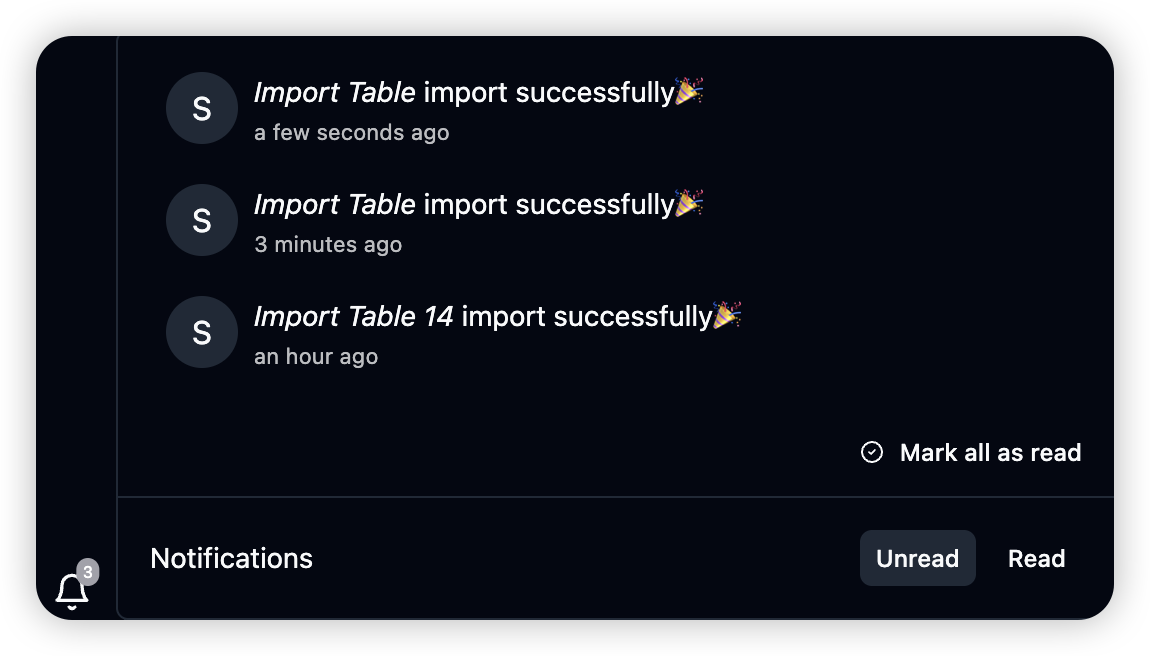 S
Import Table import successfully🎉
a few seconds ago
S
Import Table import successfully🎉
3 minutes ago
S
Import Table 14 import successfully🎉
an hour ago
Mark all as read
3
Notifications
Unread
Read